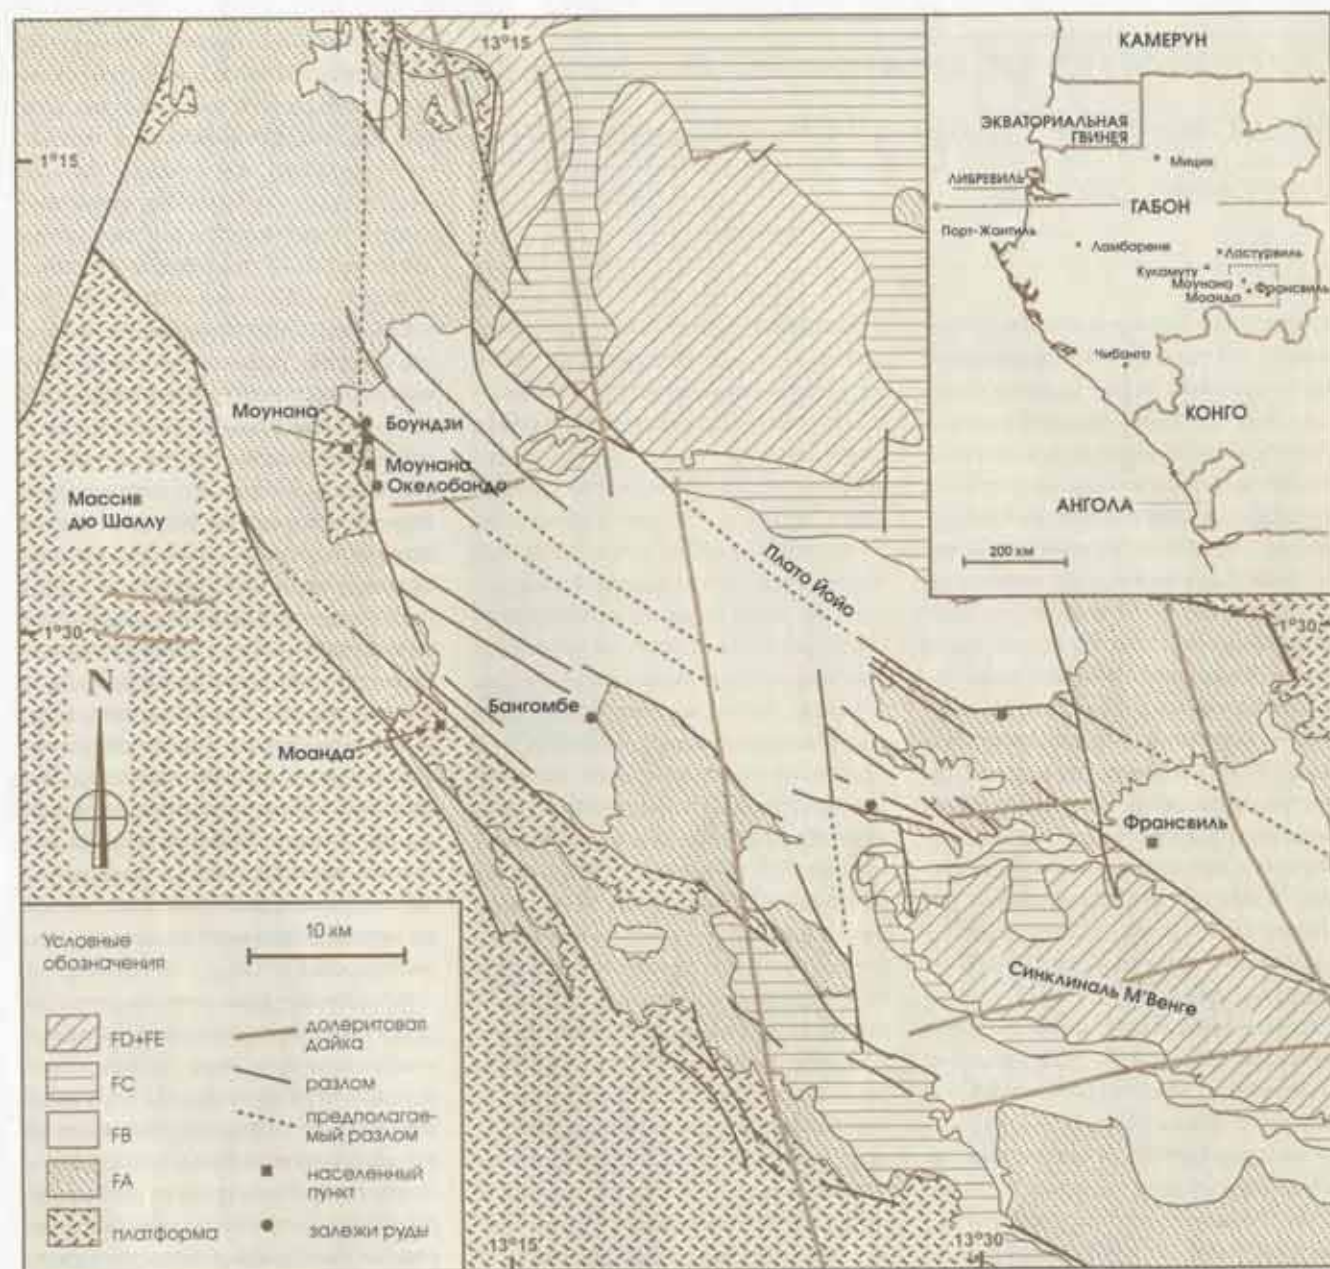 13°15
КАМЕРУН
ЭКВАТОРИАЛЬНАЯ
ГВИНЕЯ
Мицик
1°15
ЛИБРЕВИЛЬ
ГАБОН
Порт-Жантиль
Ламбарене
Ластурвиль
Куламуту
Моунана
Франсвиль
Моанда
Чибанга
КОНГО
АНГОЛА
200 км
Моунана
Боундзи
Моунана
Окелобондо
Массив
дю Шаллу
Плато Йойо
1°30
1°30
N
Бангомбе
Моанда
Франсвиль
Синклиналь М'Венге
Условные
обозначения
10 км
FD+FE
FC
FB
FA
платформа
долеритовая
дайка
разлом
предполагае-
мый разлом
населенный
пункт
залежи руды
13°15
13°30